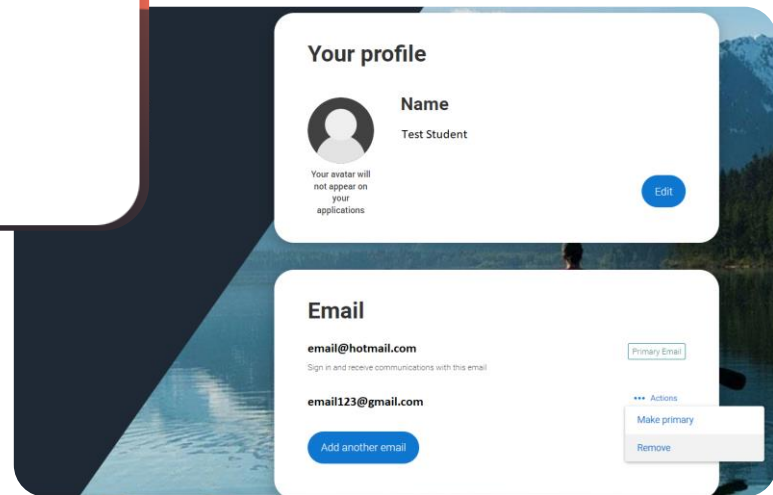 Your profile
Name
Test Student
Your avatar will
not appear on
your
applications
Edit
Email
email@hotmail.com
Primary Email
Sign in and receive communications with this email
email123@gmail.com
••• Actions
Make primary
Add another email
Remove